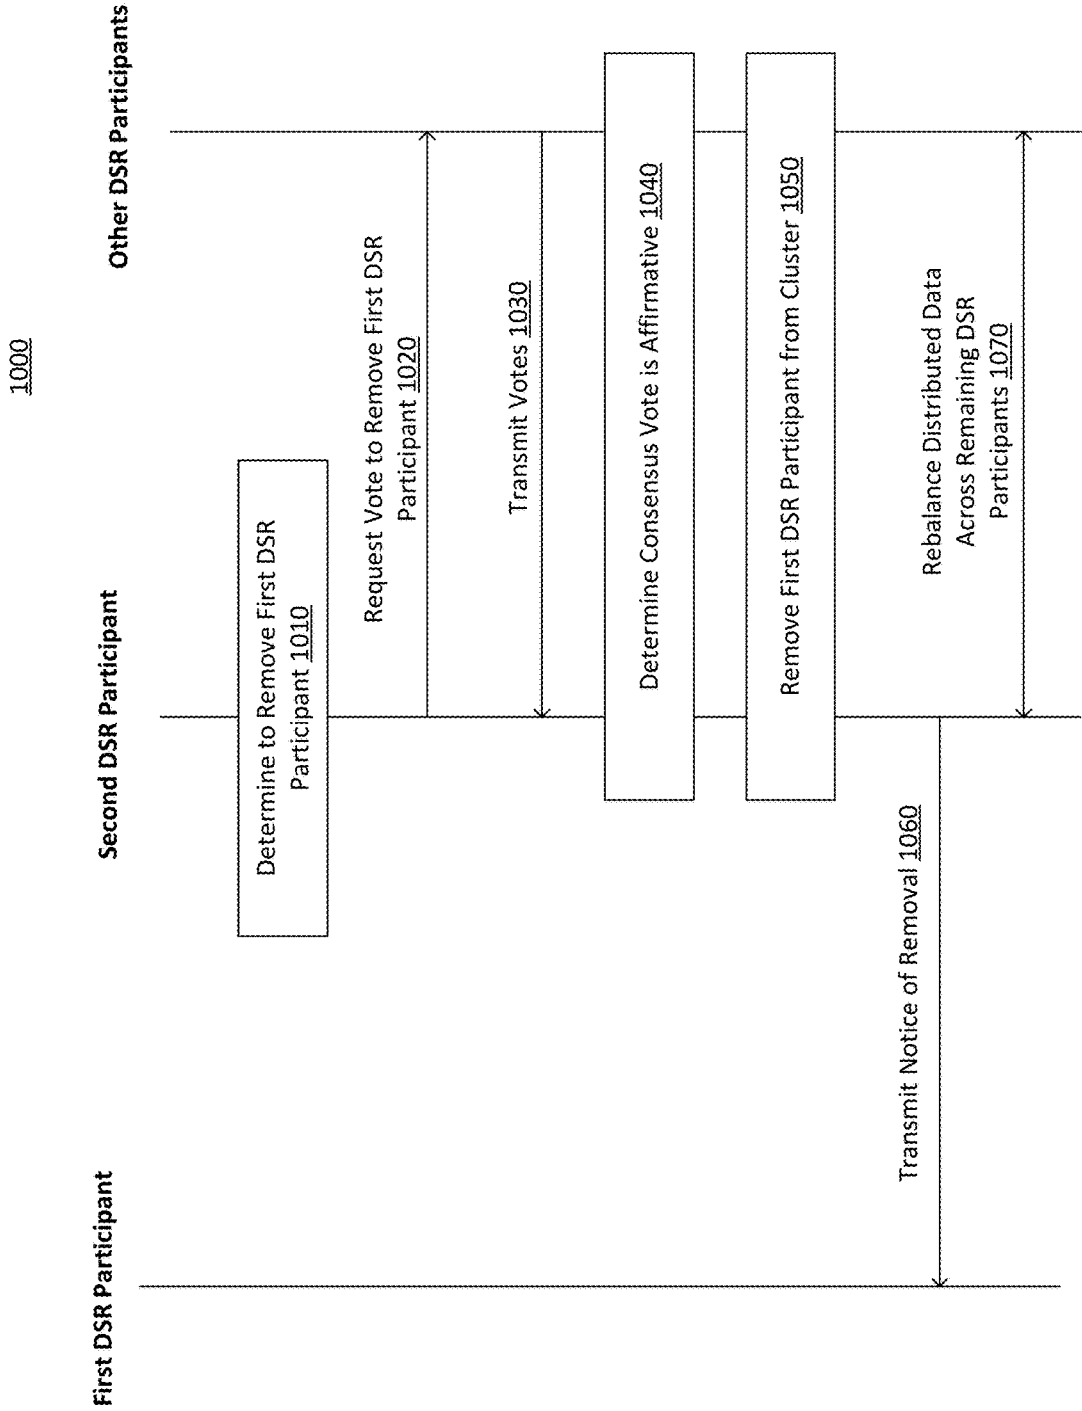 1000
First DSR Participant
Second DSR Participant
Other DSR Participants
Determine to Remove First DSR
Participant 1010
Request Vote to Remove First DSR
Participant 1020
Transmit Votes 1030
Determine Consensus Vote is Affirmative 1040
Remove First DSR Participant from Cluster 1050
Transmit Notice of Removal 1060
Rebalance Distributed Data
Across Remaining DSR
Participants 1070